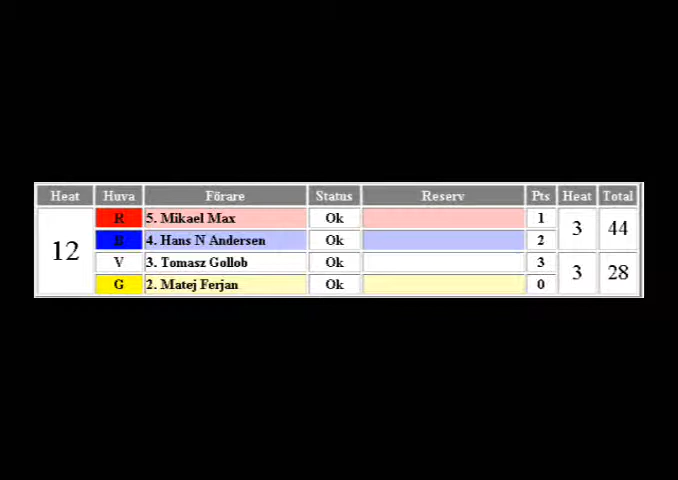 Heat Huva Förare Status Reserv Pts Heat Total
12
R 5. Mikael Max Ok 1
B 4. Hans N Andersen Ok 2
3 44
V 3. Tomasz Gollob Ok 3
G 2. Matej Ferjan Ok 0
3 28